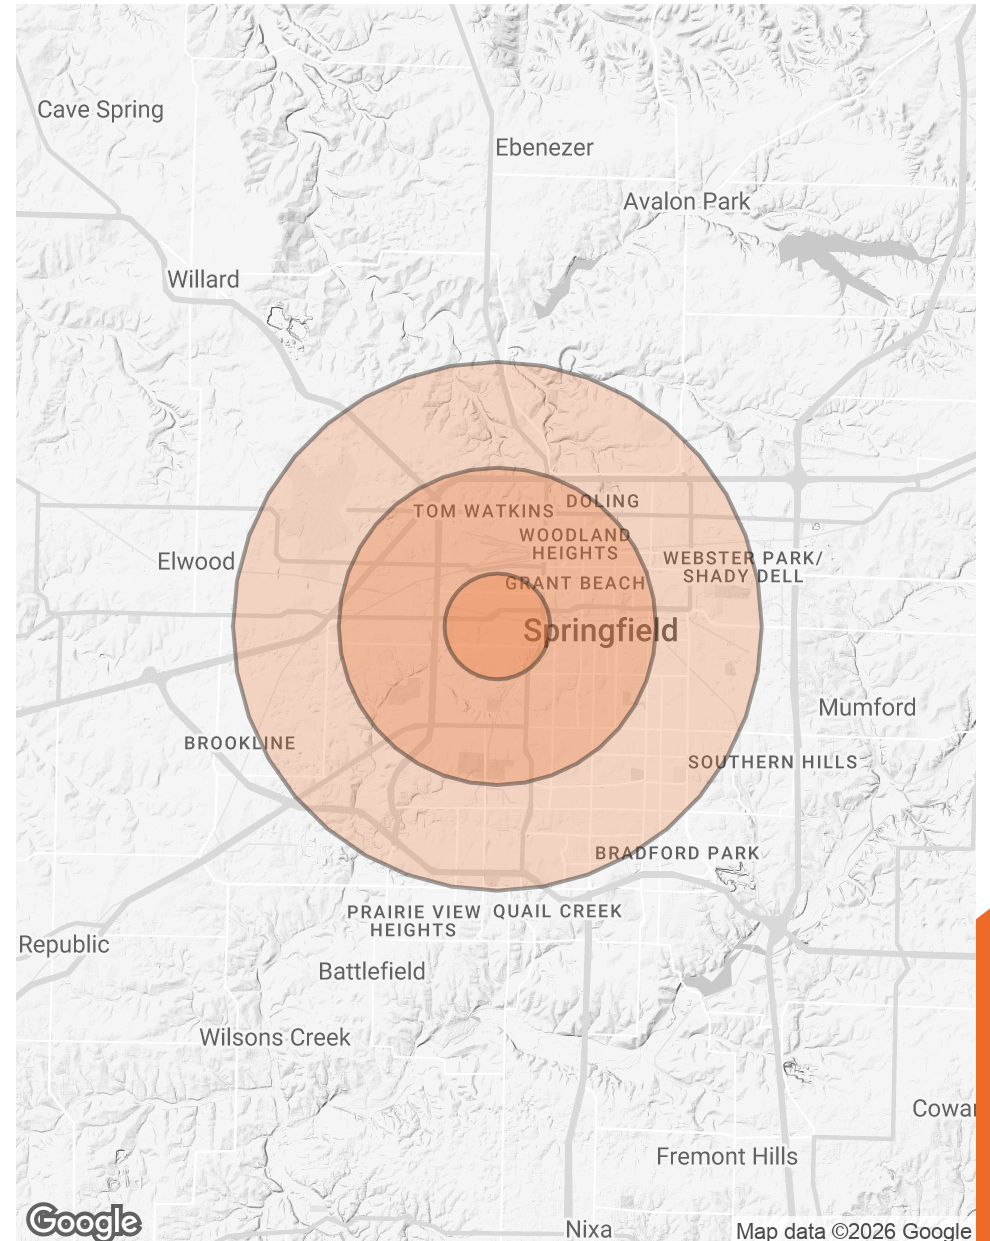 Cave Spring
Ebenezer
Avalon Park
Willard
DOLING
TOM WATKINS
WOODLAND
HEIGHTS
Elwood
WEBSTER PARK/
SHADY DELL
GRANT BEACH
Springfield
Mumford
BROOKLINE
SOUTHERN HILLS
BRADFORD PARK
PRAIRIE VIEW
HEIGHTS
QUAIL CREEK
Republic
Battlefield
Wilsons Creek
Fremont Hills
Nixa
Google
Map data ©2026 Google